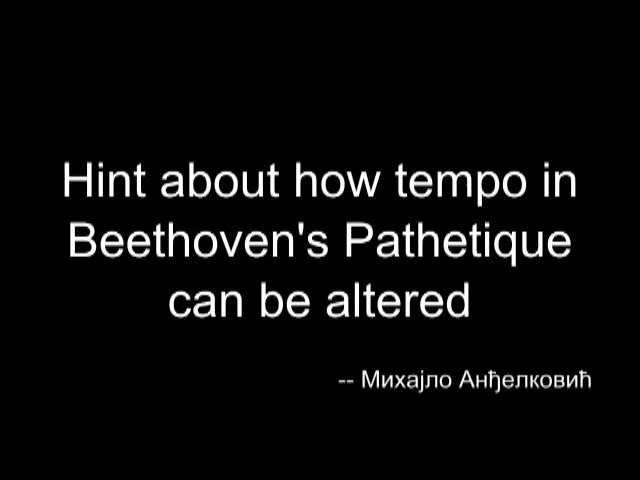 Hint about how tempo in
Beethoven's Pathetique
can be altered
-- Михајло Анђелковић